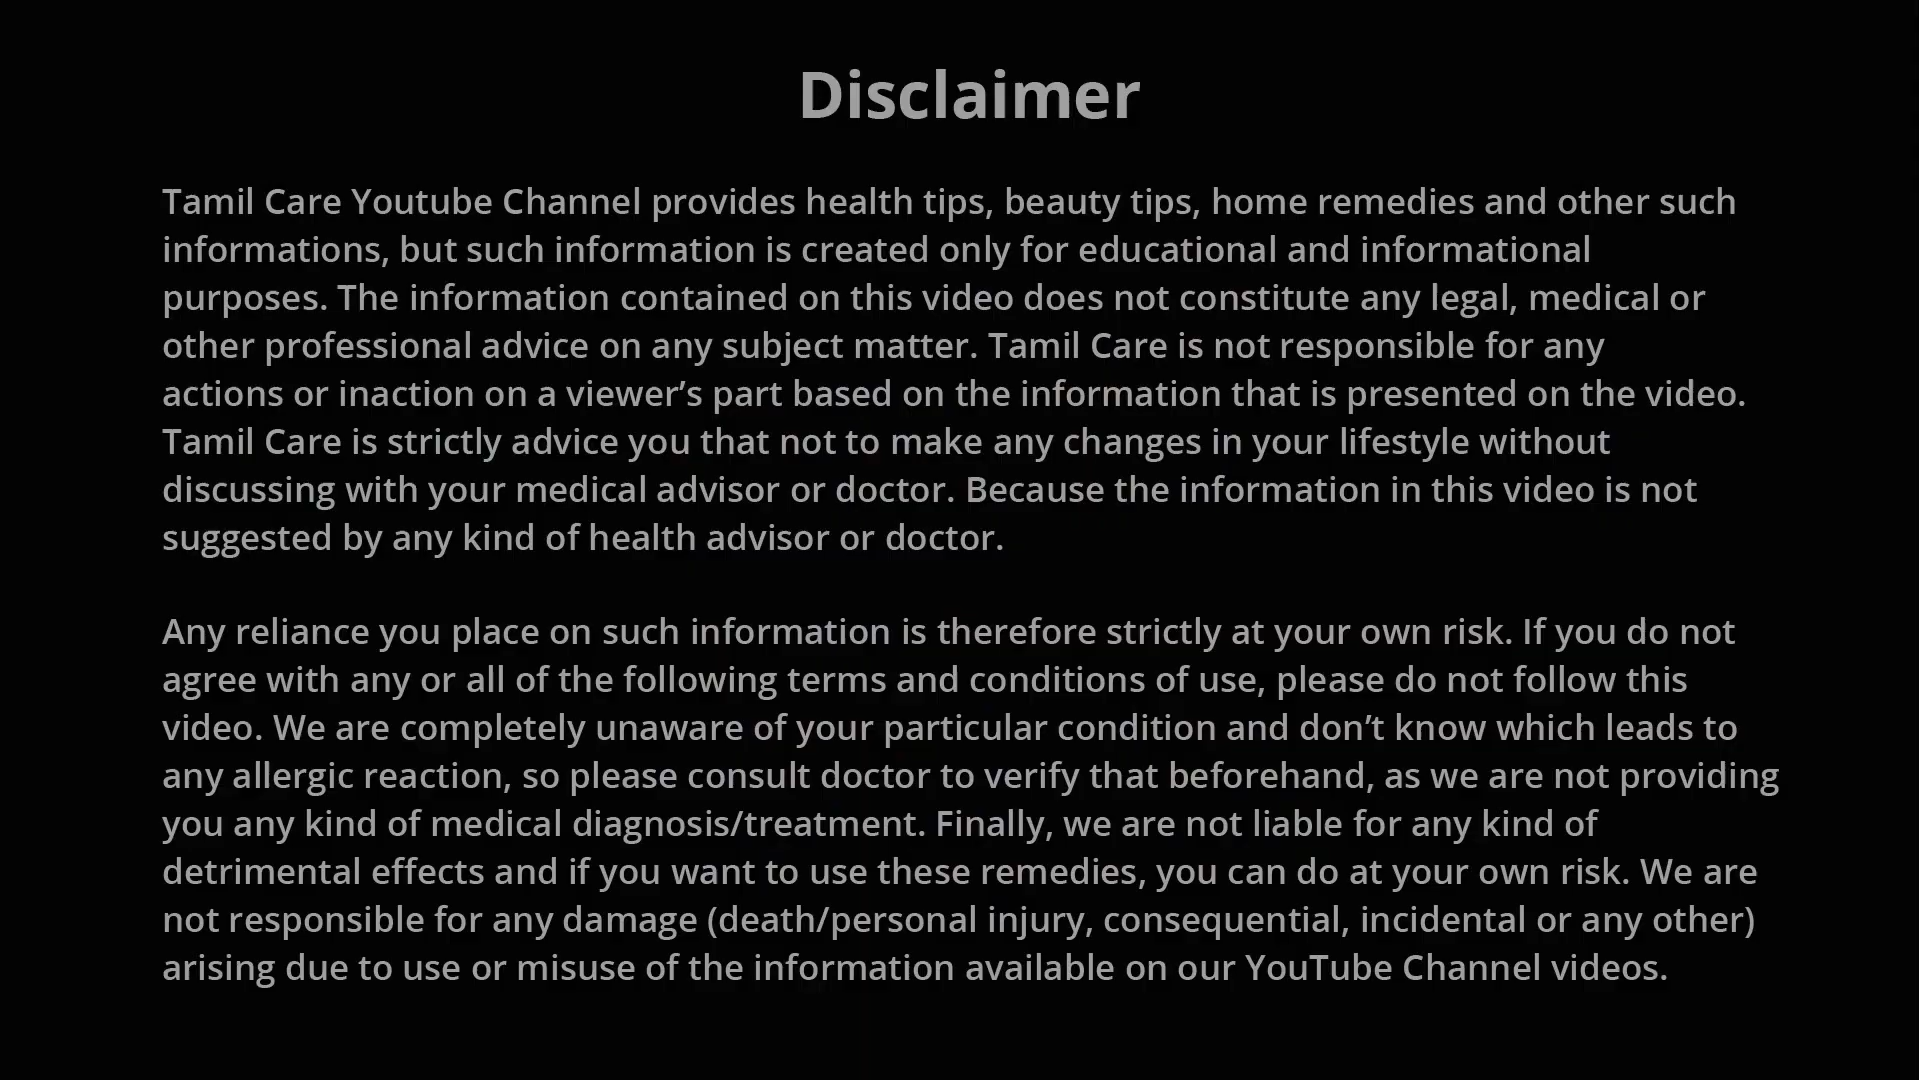 Disclaimer
Tamil Care Youtube Channel provides health tips, beauty tips, home remedies and other such
informations, but such information is created only for educational and informational
purposes. The information contained on this video does not constitute any legal, medical or
other professional advice on any subject matter. Tamil Care is not responsible for any
actions or inaction on a viewer’s part based on the information that is presented on the video.
Tamil Care is strictly advice you that not to make any changes in your lifestyle without
discussing with your medical advisor or doctor. Because the information in this video is not
suggested by any kind of health advisor or doctor.
Any reliance you place on such information is therefore strictly at your own risk. If you do not
agree with any or all of the following terms and conditions of use, please do not follow this
video. We are completely unaware of your particular condition and don’t know which leads to
any allergic reaction, so please consult doctor to verify that beforehand, as we are not providing
you any kind of medical diagnosis/treatment. Finally, we are not liable for any kind of
detrimental effects and if you want to use these remedies, you can do at your own risk. We are
not responsible for any damage (death/personal injury, consequential, incidental or any other)
arising due to use or misuse of the information available on our YouTube Channel videos.